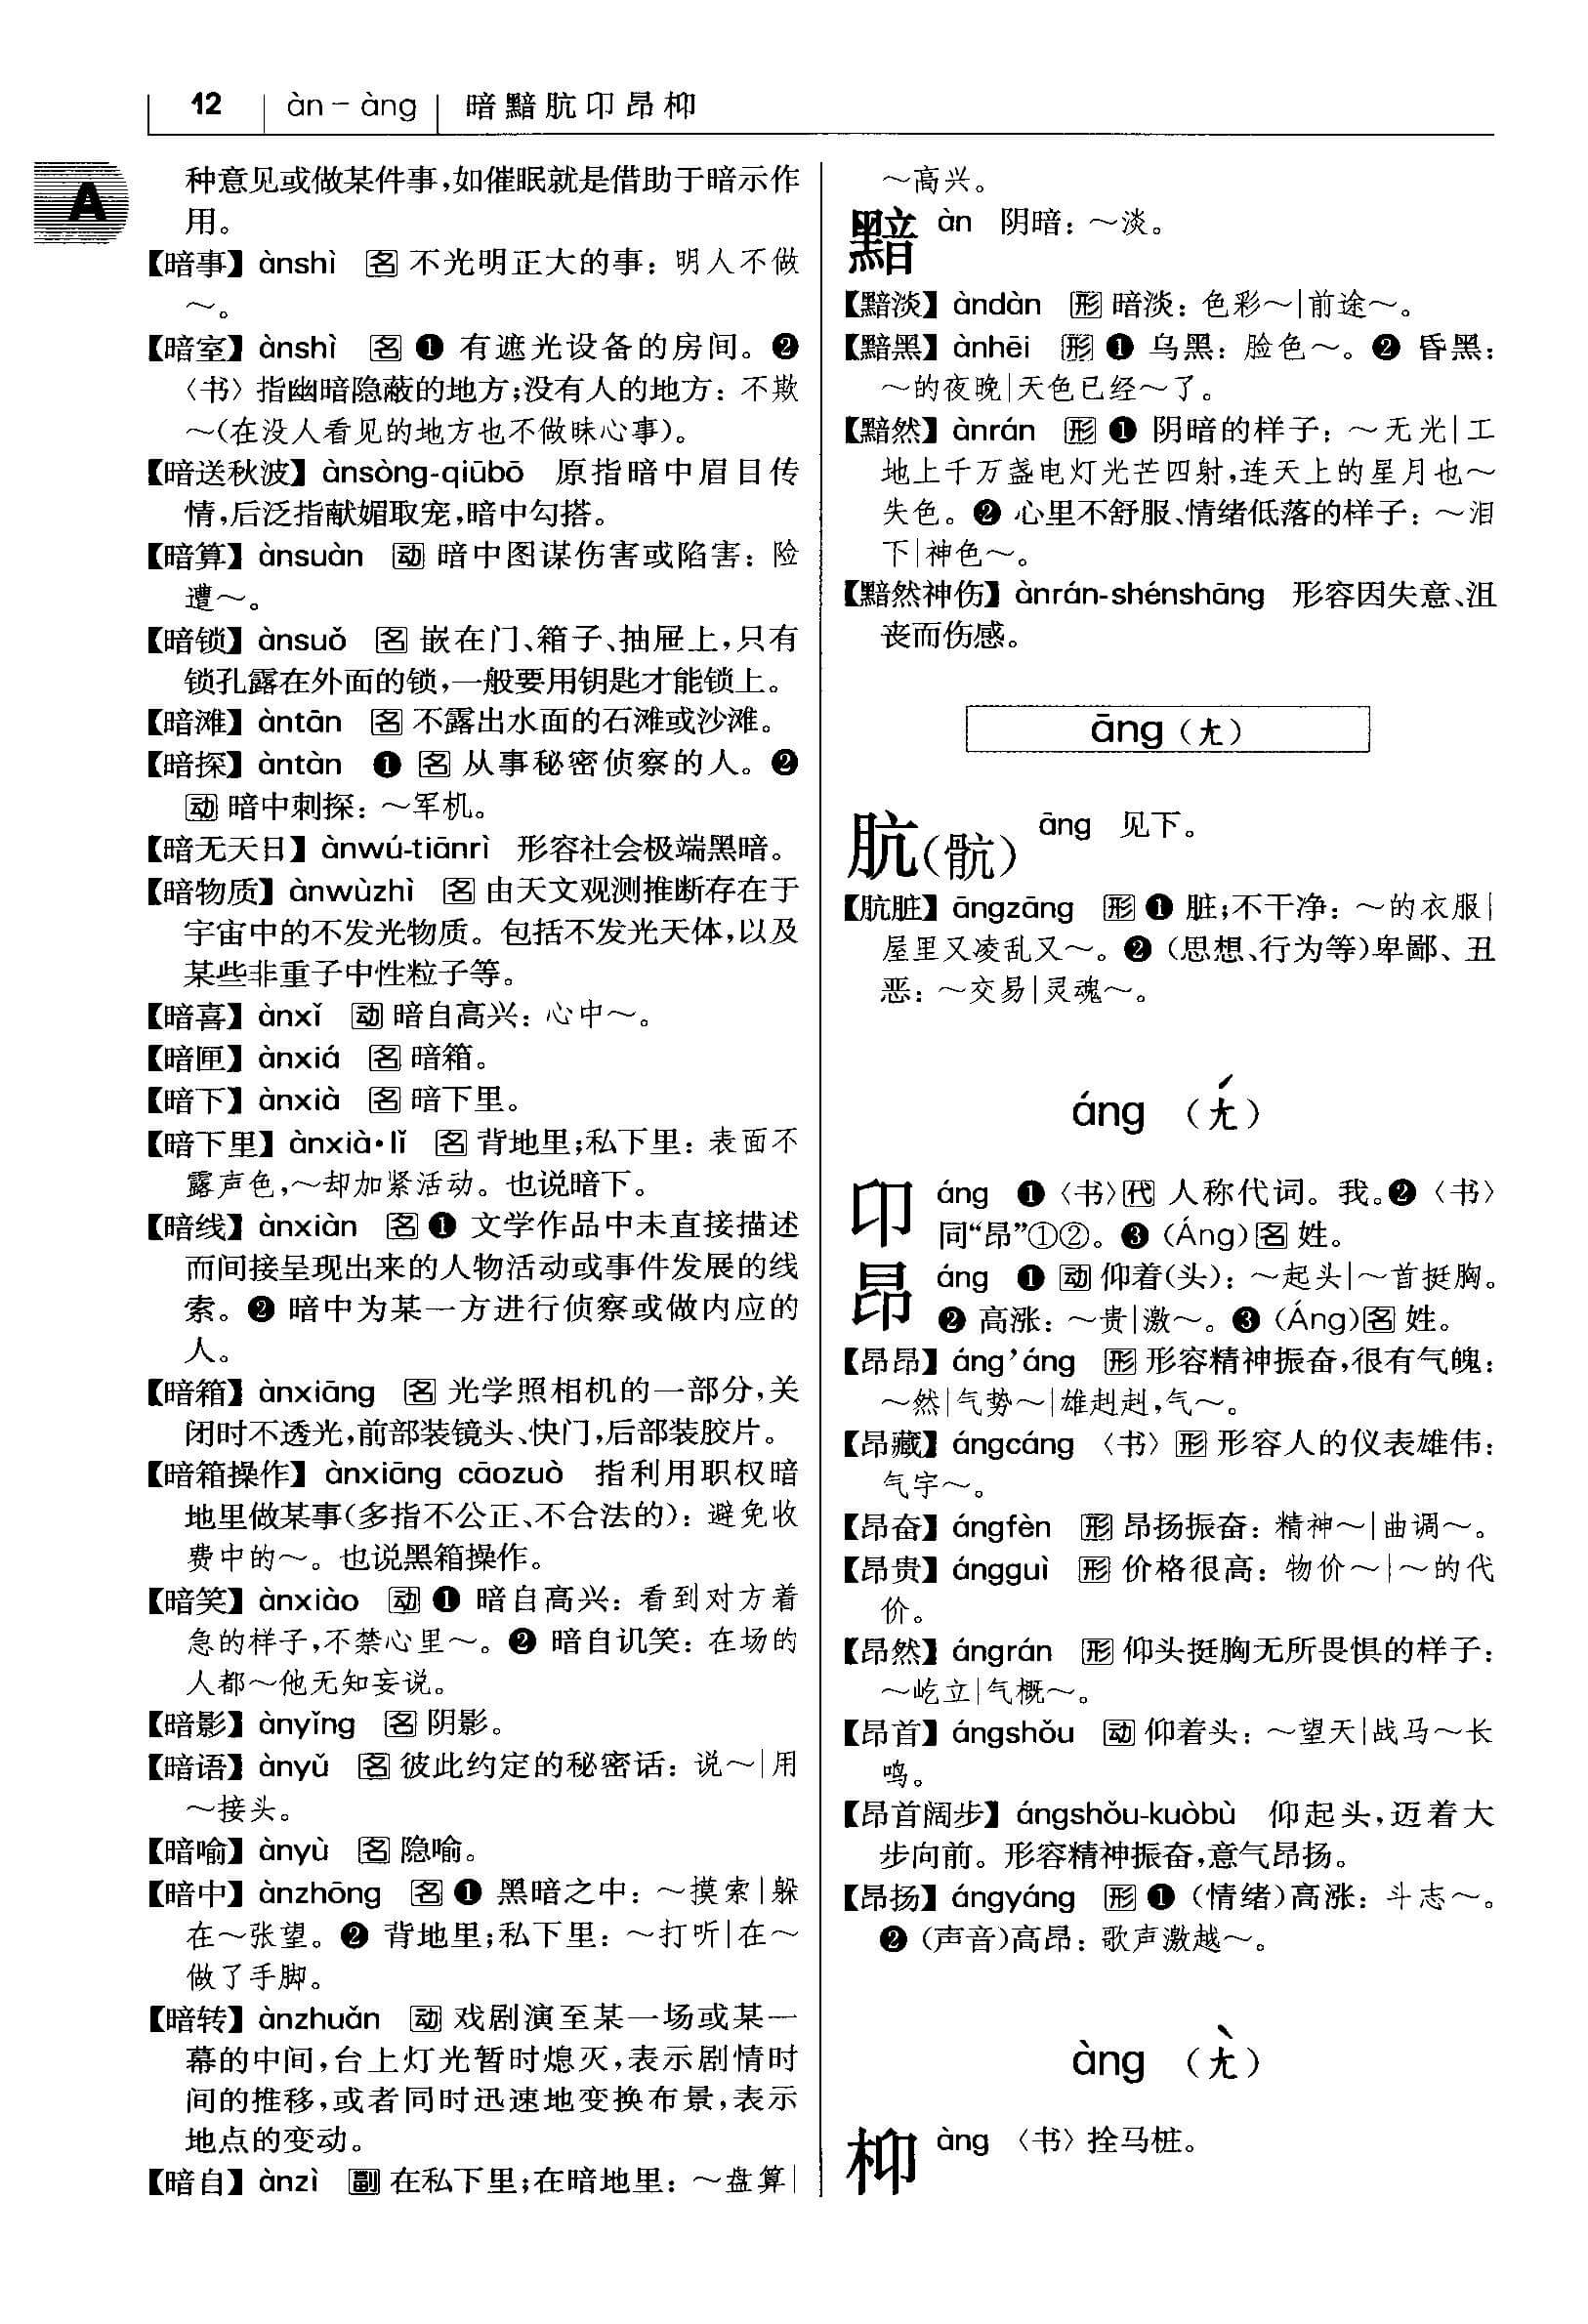 12 àn－àng 暗黯肮卬昂枊
A
种意见或做某件事，如催眠就是借助于暗示作
用。
【暗事】ànshì 名 不光明正大的事：明人不做
～。
【暗室】ànshì 名 ❶ 有遮光设备的房间。❷
〈书〉指幽暗隐蔽的地方；没有人的地方：不欺
～（在没人看见的地方也不做昧心事）。
【暗送秋波】ànsòng-qiūbō 原指暗中眉目传
情，后泛指献媚取宠，暗中勾搭。
【暗算】ànsuàn 动 暗中图谋伤害或陷害：险
遭～。
【暗锁】ànsuǒ 名 嵌在门、箱子、抽屉上，只有
锁孔露在外面的锁，一般要用钥匙才能锁上。
【暗滩】àntān 名 不露出水面的石滩或沙滩。
【暗探】àntàn ❶ 名 从事秘密侦察的人。❷
动 暗中刺探：～军机。
【暗无天日】ànwú-tiānrì 形容社会极端黑暗。
【暗物质】ànwùzhì 名 由天文观测推断存在于
宇宙中的不发光物质。包括不发光天体，以及
某些非重子中性粒子等。
【暗喜】ànxǐ 动 暗自高兴：心中～。
【暗匣】ànxiá 名 暗箱。
【暗下】ànxià 名 暗下里。
【暗下里】ànxià·lǐ 名 背地里；私下里：表面不
露声色，～却加紧活动。也说暗下。
【暗线】ànxiàn 名 ❶ 文学作品中未直接描述
而间接呈现出来的人物活动或事件发展的线
索。❷ 暗中为某一方进行侦察或做内应的
人。
【暗箱】ànxiāng 名 光学照相机的一部分，关
闭时不透光，前部装镜头、快门，后部装胶片。
【暗箱操作】ànxiāng cāozuò 指利用职权暗
地里做某事（多指不公正、不合法的）：避免收
费中的～。也说黑箱操作。
【暗笑】ànxiào 动 ❶ 暗自高兴：看到对方着
急的样子，不禁心里～。❷ 暗自讥笑：在场的
人都～他无知妄说。
【暗影】ànyǐng 名 阴影。
【暗语】ànyǔ 名 彼此约定的秘密话：说～｜用
～接头。
【暗喻】ànyù 名 隐喻。
【暗中】ànzhōng 名 ❶ 黑暗之中：～摸索｜躲
在～张望。❷ 背地里；私下里：～打听｜在～
做了手脚。
【暗转】ànzhuǎn 动 戏剧演至某一场或某一
幕的中间，台上灯光暂时熄灭，表示剧情时
间的推移，或者同时迅速地变换布景，表示
地点的变动。
【暗自】ànzì 副 在私下里；在暗地里：～盘算｜
～高兴。
黯 àn 阴暗：～淡。
【黯淡】àndàn 形 暗淡：色彩～｜前途～。
【黯黑】ànhēi 形 ❶ 乌黑：脸色～。❷ 昏黑：
～的夜晚｜天色已经～了。
【黯然】ànrán 形 ❶ 阴暗的样子：～无光｜工
地上千万盏电灯光芒四射，连天上的星月也～
失色。❷ 心里不舒服、情绪低落的样子：～泪
下｜神色～。
【黯然神伤】ànrán-shénshāng 形容因失意、沮
丧而伤感。
āng（ㄤ）
肮（骯） āng 见下。
【肮脏】āngzāng 形 ❶ 脏；不干净：～的衣服｜
屋里又凌乱又～。❷（思想、行为等）卑鄙、丑
恶：～交易｜灵魂～。
áng （ㄤˊ）
卬 áng ❶〈书〉代 人称代词。我。❷〈书〉
同“昂”①②。❸（Áng）名 姓。
昂 áng ❶ 动 仰着（头）：～起头｜～首挺胸。
❷ 高涨：～贵｜激～。❸（Áng）名 姓。
【昂昂】áng’áng 形 形容精神振奋，很有气魄：
～然｜气势～｜雄赳赳，气～。
【昂藏】ángcáng 〈书〉形 形容人的仪表雄伟：
气宇～。
【昂奋】ángfèn 形 昂扬振奋：精神～｜曲调～。
【昂贵】ángguì 形 价格很高：物价～｜～的代
价。
【昂然】ángrán 形 仰头挺胸无所畏惧的样子：
～屹立｜气概～。
【昂首】ángshǒu 动 仰着头：～望天｜战马～长
鸣。
【昂首阔步】ángshǒu-kuòbù 仰起头，迈着大
步向前。形容精神振奋，意气昂扬。
【昂扬】ángyáng 形 ❶（情绪）高涨：斗志～。
❷（声音）高昂：歌声激越～。
àng （ㄤˋ）
枊 àng 〈书〉拴马桩。